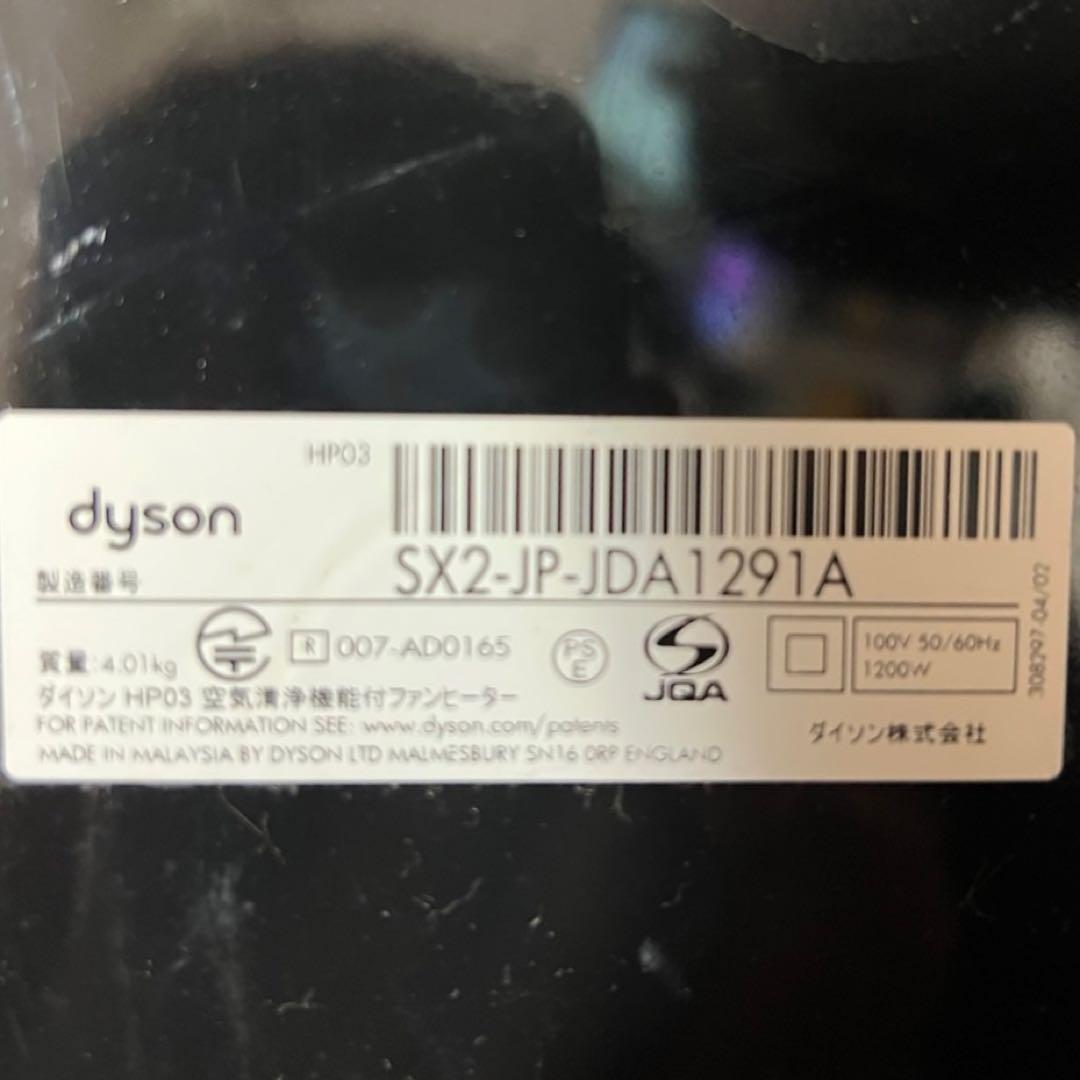 HP03
dyson
製造番号 SX2-JP-JDA1291A
質量:4.01kg
R 007-AD0165
PS E
JQA
100V 50/60Hz
1200W
308297-04/02
ダイソン HP03 空気清浄機能付ファンヒーター
FOR PATENT INFORMATION SEE: www.dyson.com/patents
MADE IN MALAYSIA BY DYSON LTD MALMESBURY SN16 0RP ENGLAND
ダイソン株式会社